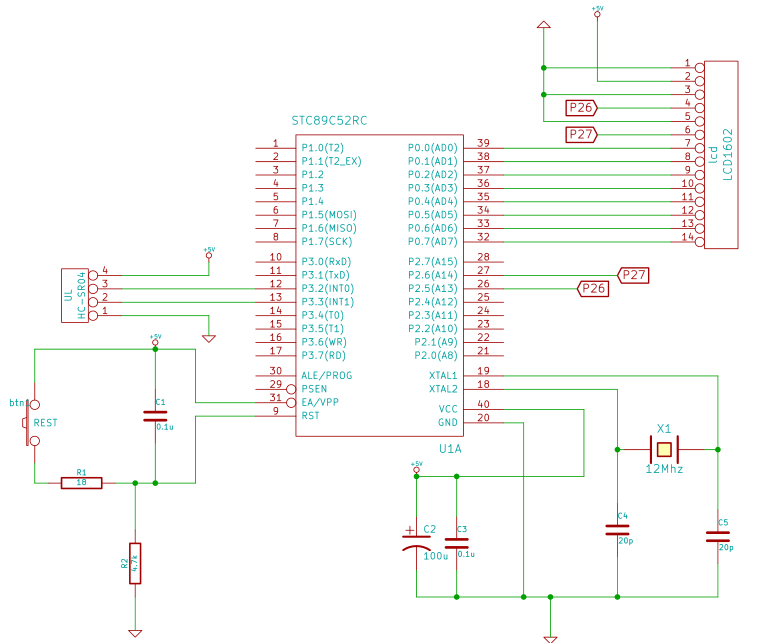 +5V
1
2
3
P26 4
5
P27 6
7
8
9
10
11
12
13
14
lcd
LCD1602
STC89C52RC
1 P1.0(T2) P0.0(AD0) 39
2 P1.1(T2_EX) P0.1(AD1) 38
3 P1.2 P0.2(AD2) 37
4 P1.3 P0.3(AD3) 36
5 P1.4 P0.4(AD4) 35
6 P1.5(MOSI) P0.5(AD5) 34
7 P1.6(MISO) P0.6(AD6) 33
8 P1.7(SCK) P0.7(AD7) 32
10 P3.0(RxD) P2.7(A15) 28
11 P3.1(TxD) P2.6(A14) 27 P27
12 P3.2(INT0) P2.5(A13) 26 P26
13 P3.3(INT1) P2.4(A12) 25
14 P3.4(T0) P2.3(A11) 24
15 P3.5(T1) P2.2(A10) 23
16 P3.6(WR) P2.1(A9) 22
17 P3.7(RD) P2.0(A8) 21
30 ALE/PROG XTAL1 19
29 PSEN XTAL2 18
31 EA/VPP VCC 40
9 RST GND 20
U1A
+5V
UL
HC-SR04
4
3
2
1
+5V
btn
REST
C1
0.1u
R1
18
R2
4.7k
+5V
C2
100u
C3
0.1u
X1
12Mhz
C4
20p
C5
20p